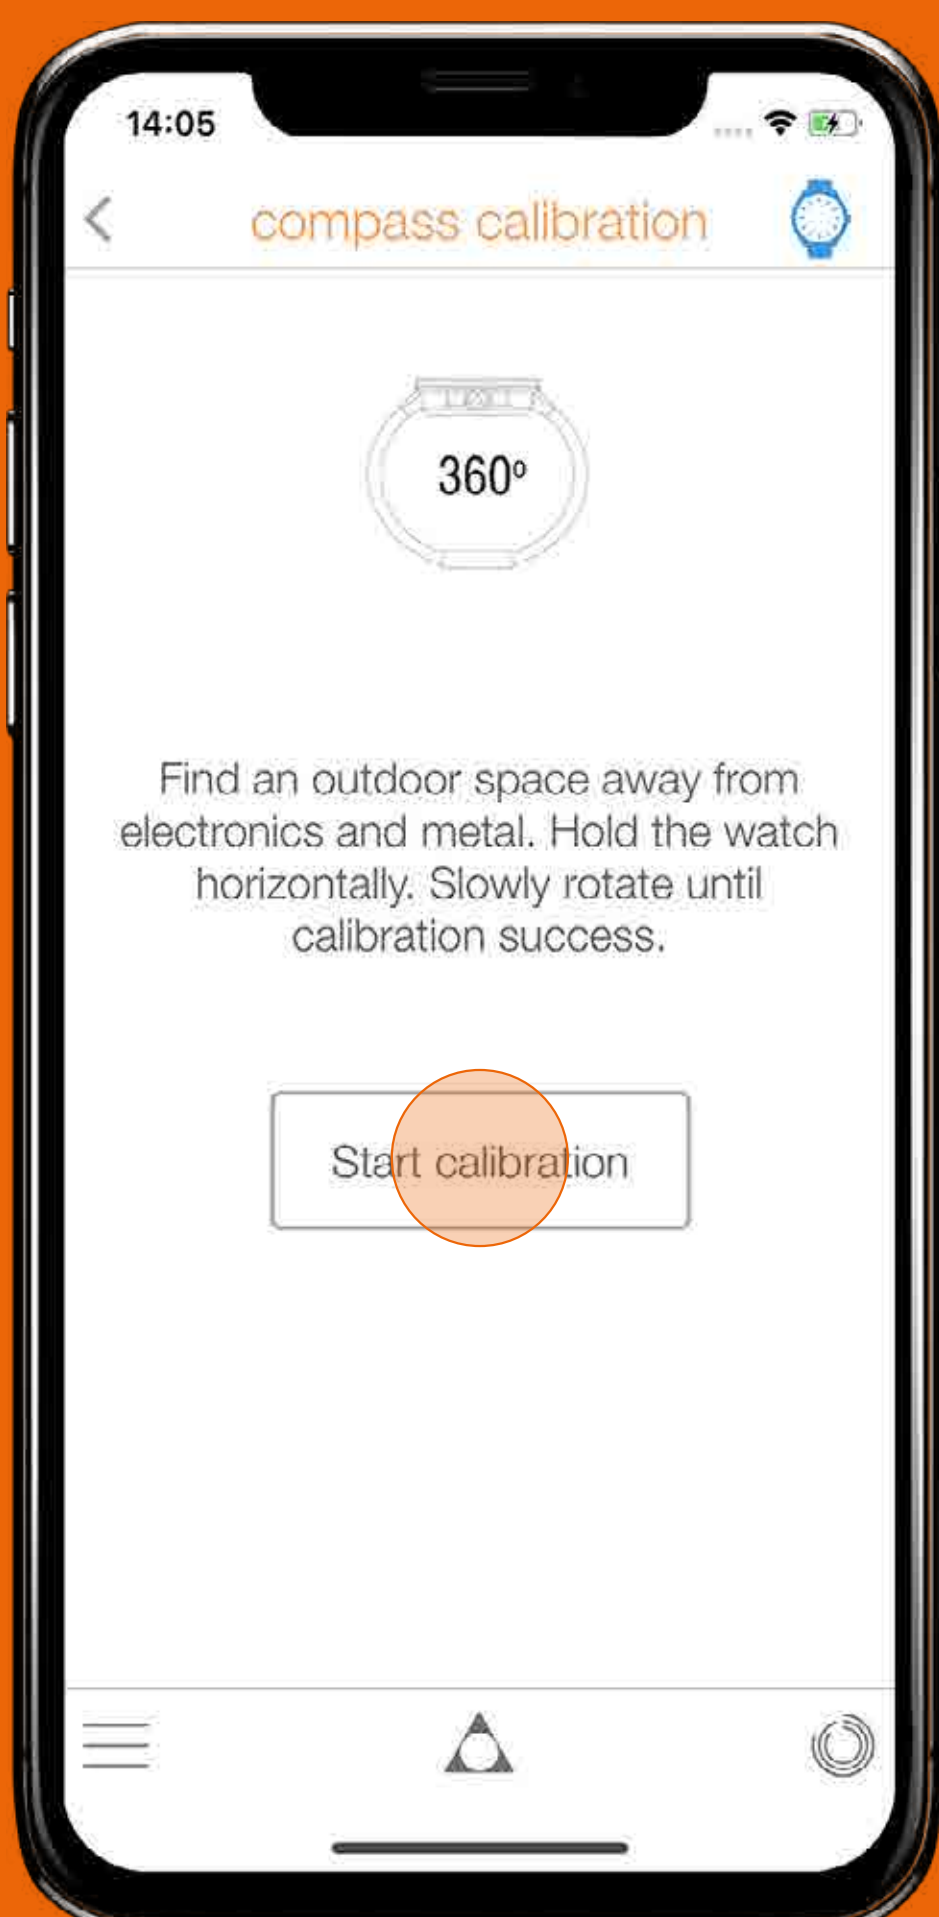 14:05
compass calibration
360°
Find an outdoor space away from
electronics and metal. Hold the watch
horizontally. Slowly rotate until
calibration success.
Start calibration